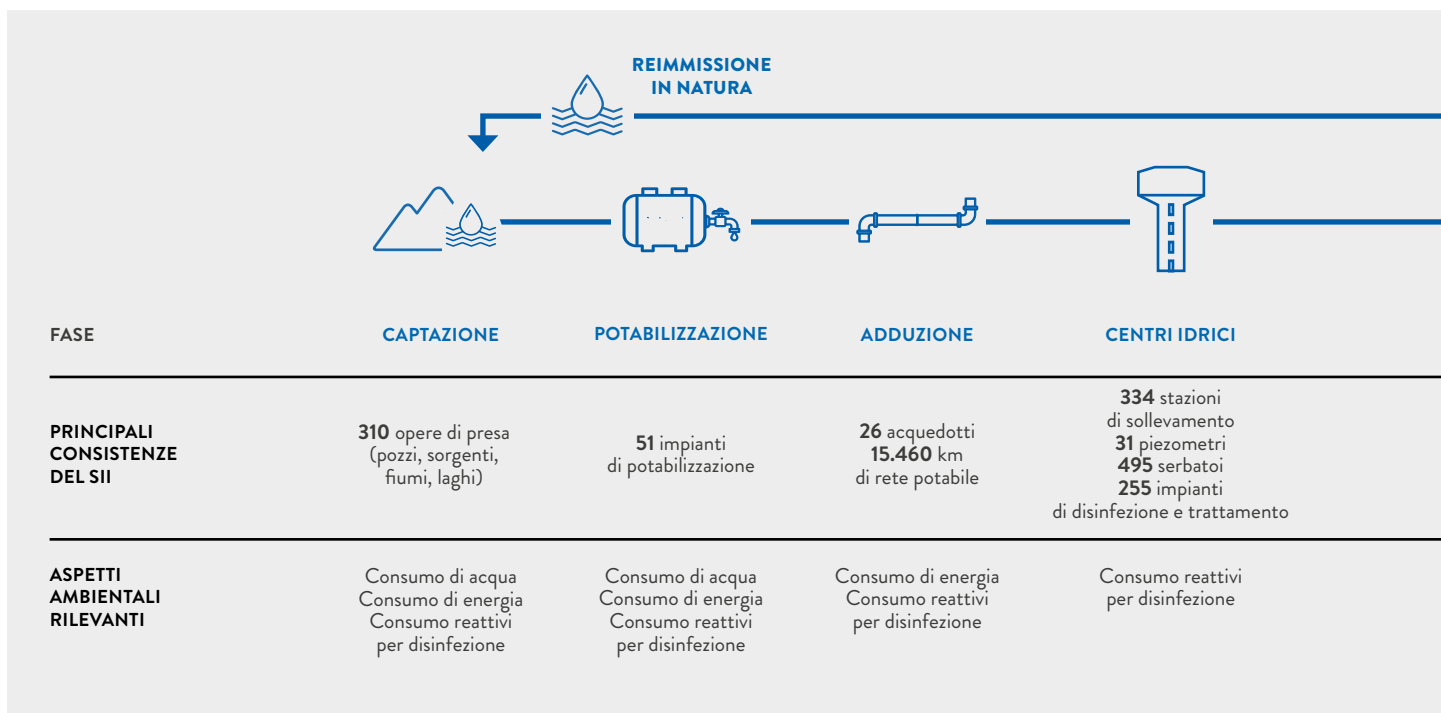 REIMMISSIONE
IN NATURA
FASE
CAPTAZIONE
POTABILIZZAZIONE
ADDUZIONE
CENTRI IDRICI
PRINCIPALI
CONSISTENZE
DEL SII
310 opere di presa
(pozzi, sorgenti,
fiumi, laghi)
51 impianti
di potabilizzazione
26 acquedotti
15.460 km
di rete potabile
334 stazioni
di sollevamento
31 piezometri
495 serbatoi
255 impianti
di disinfezione e trattamento
ASPETTI
AMBIENTALI
RILEVANTI
Consumo di acqua
Consumo di energia
Consumo reattivi
per disinfezione
Consumo di acqua
Consumo di energia
Consumo reattivi
per disinfezione
Consumo di energia
Consumo reattivi
per disinfezione
Consumo reattivi
per disinfezione